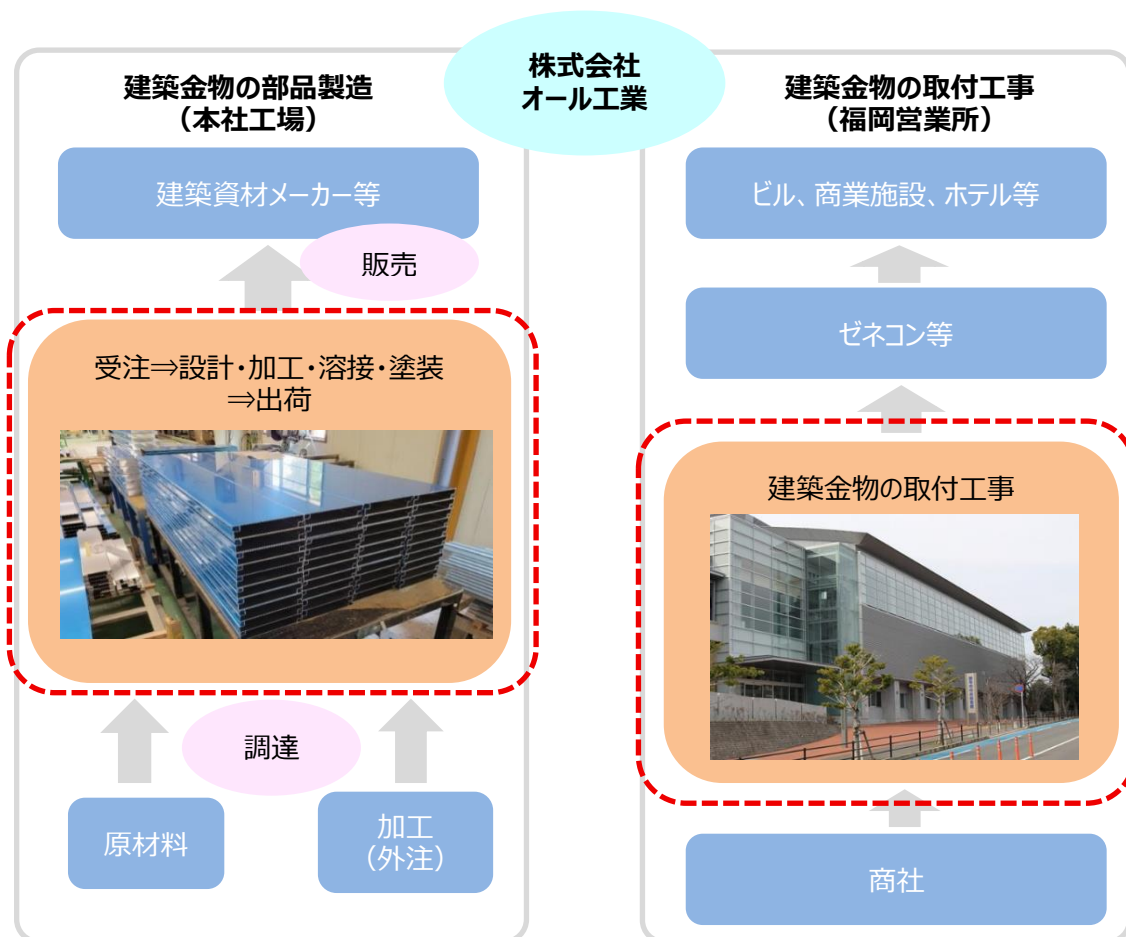 株式会社
オール工業
建築金物の部品製造
（本社工場）
建築資材メーカー等
販売
受注⇒設計・加工・溶接・塗装
⇒出荷
調達
原材料
加工
（外注）
建築金物の取付工事
（福岡営業所）
ビル、商業施設、ホテル等
ゼネコン等
建築金物の取付工事
商社